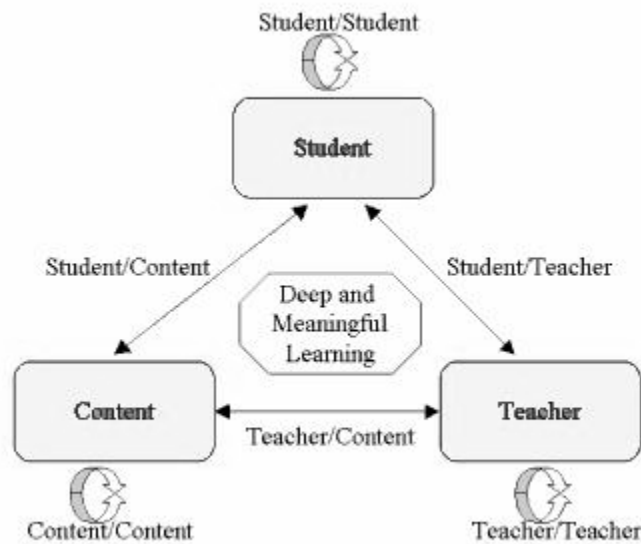 Student/Student
Student
Student/Content
Student/Teacher
Deep and
Meaningful
Learning
Content
Teacher
Teacher/Content
Content/Content
Teacher/Teacher